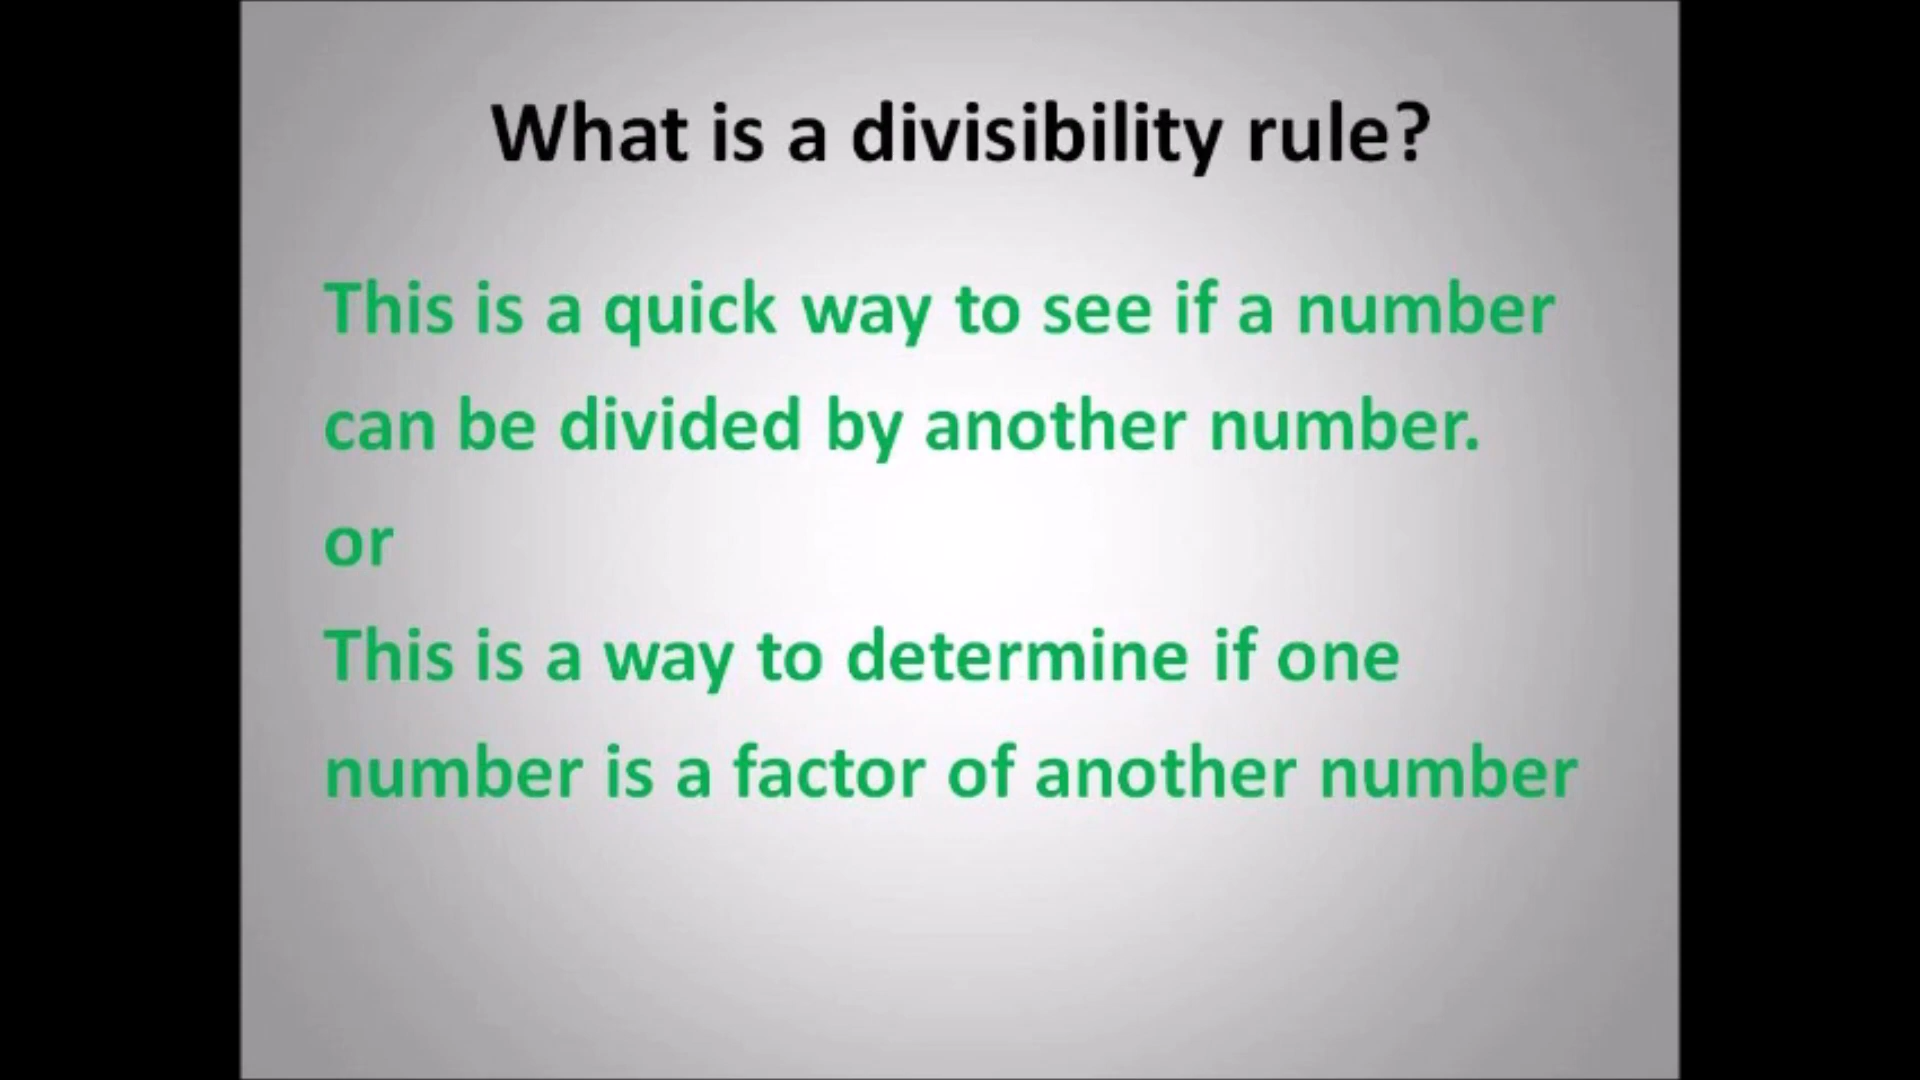 What is a divisibility rule?
This is a quick way to see if a number
can be divided by another number.
or
This is a way to determine if one
number is a factor of another number